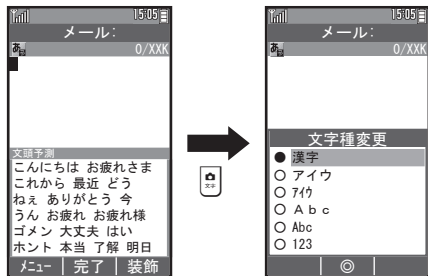 15:05
メール:
あ 0/XXK
文頭予測
こんにちは お疲れさま
これから 最近 どう
ねぇ ありがとう 今
うん お疲れ お疲れ様
ゴメン 大丈夫 はい
ホント 本当 了解 明日
ﾒﾆｭｰ 完了 装飾
文字
15:05
メール:
あ 0/XXK
文字種変更
● 漢字
○ アイウ
○ ｱｲｳ
○ Ａｂｃ
○ Abc
○ 123
◎